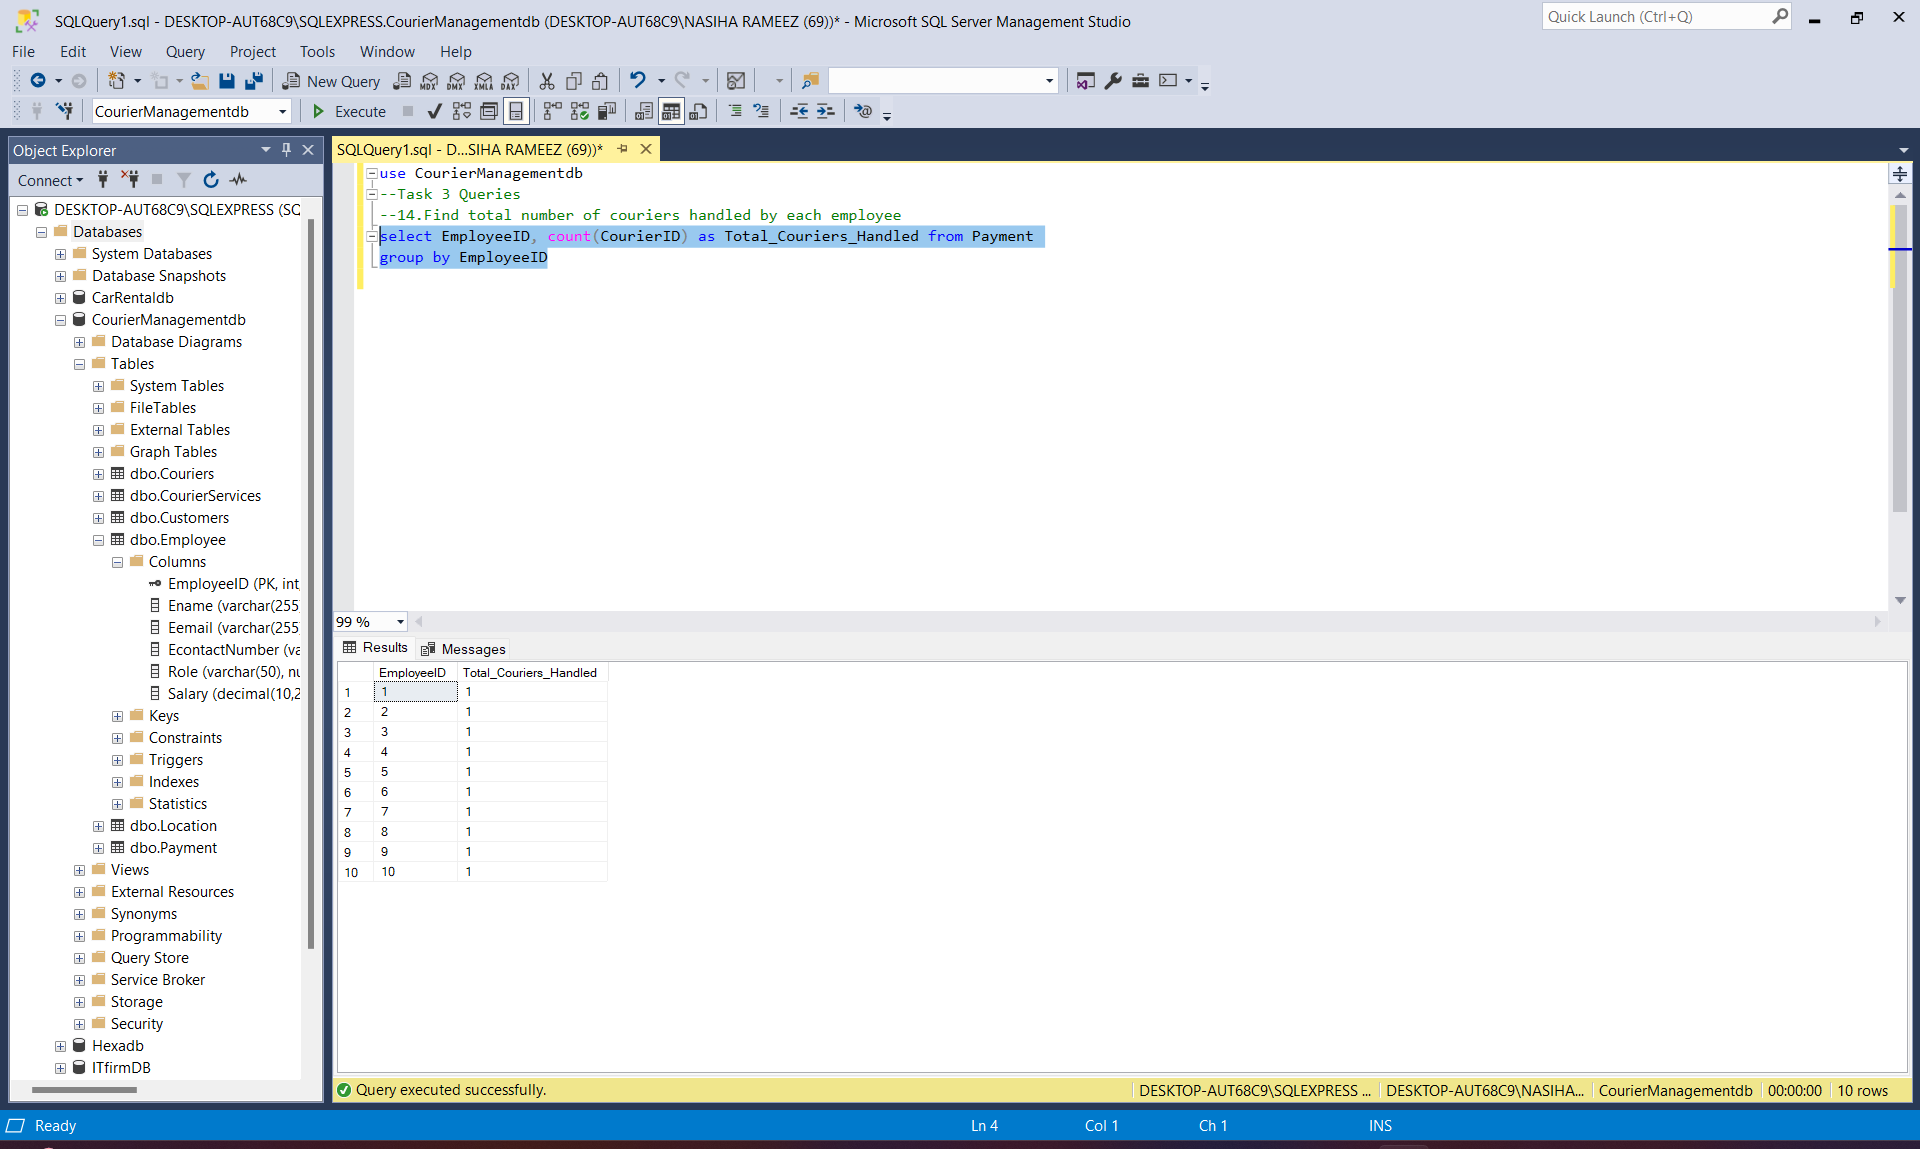 SQLQuery1.sql - DESKTOP-AUT68C9\SQLEXPRESS.CourierManagementdb (DESKTOP-AUT68C9\NASIHA RAMEEZ (69))* - Microsoft SQL Server Management Studio
Quick Launch (Ctrl+Q)
File Edit View Query Project Tools Window Help
New Query
MDX DMX XMLA DAX
CourierManagementdb
Execute
Object Explorer
SQLQuery1.sql - D...SIHA RAMEEZ (69))*
Connect
DESKTOP-AUT68C9\SQLEXPRESS (SQ
Databases
System Databases
Database Snapshots
CarRentaldb
CourierManagementdb
Database Diagrams
Tables
System Tables
FileTables
External Tables
Graph Tables
dbo.Couriers
dbo.CourierServices
dbo.Customers
dbo.Employee
Columns
EmployeeID (PK, int,
Ename (varchar(255)
Eemail (varchar(255)
EcontactNumber (va
Role (varchar(50), nu
Salary (decimal(10,2
Keys
Constraints
Triggers
Indexes
Statistics
dbo.Location
dbo.Payment
Views
External Resources
Synonyms
Programmability
Query Store
Service Broker
Storage
Security
Hexadb
ITfirmDB
use CourierManagementdb
--Task 3 Queries
--14.Find total number of couriers handled by each employee
select EmployeeID, count(CourierID) as Total_Couriers_Handled from Payment
group by EmployeeID
99 %
Results Messages
EmployeeID Total_Couriers_Handled
1 1 1
2 2 1
3 3 1
4 4 1
5 5 1
6 6 1
7 7 1
8 8 1
9 9 1
10 10 1
Query executed successfully.
DESKTOP-AUT68C9\SQLEXPRESS ... DESKTOP-AUT68C9\NASIHA... CourierManagementdb 00:00:00 10 rows
Ready
Ln 4 Col 1 Ch 1 INS